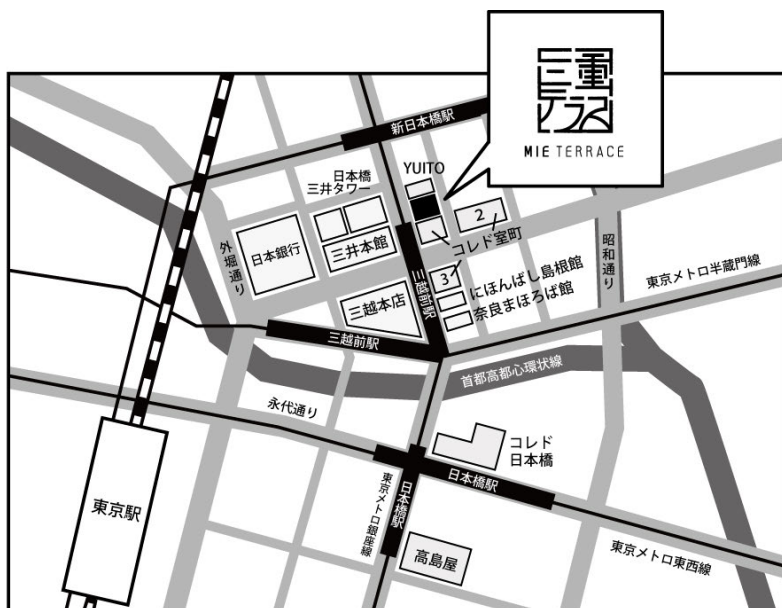 三重テラス
MIE TERRACE
新日本橋駅
YUITO
日本橋
三井タワー
2
コレド室町
外堀通り
日本銀行
三井本館
三越前駅
昭和通り
3
にほんばし島根館
奈良まほろば館
東京メトロ半蔵門線
三越本店
三越前駅
首都高都心環状線
永代通り
コレド
日本橋
日本橋駅
東京駅
東京メトロ銀座線
日本橋駅
高島屋
東京メトロ東西線